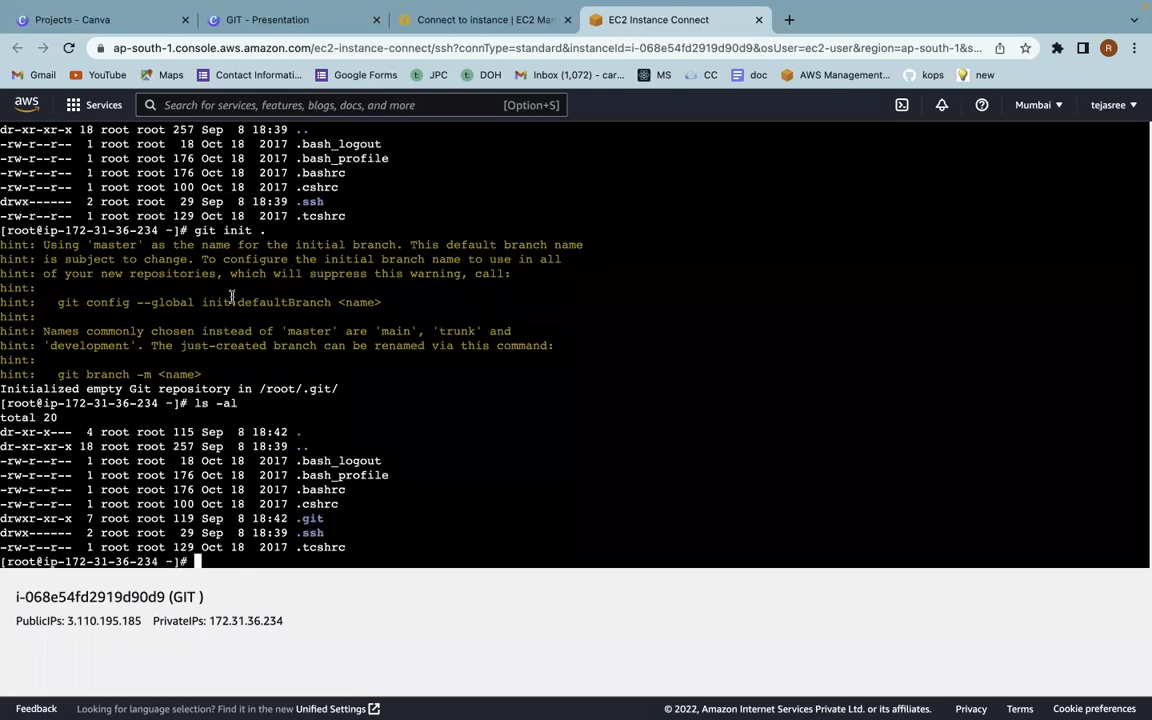 Projects - Canva
GIT - Presentation
Connect to instance | EC2 Man
EC2 Instance Connect
ap-south-1.console.aws.amazon.com/ec2-instance-connect/ssh?connType=standard&instanceId=i-068e54fd2919d90d9&osUser=ec2-user&region=ap-south-1&s...
R
Gmail
YouTube
Maps
Contact Informati...
Google Forms
JPC
DOH
Inbox (1,072) - car...
MS
CC
doc
AWS Management...
kops
new
aws
Services
Search for services, features, blogs, docs, and more
[Option+S]
Mumbai
tejasree
dr-xr-xr-x 18 root root 257 Sep  8 18:39 ..
-rw-r--r--  1 root root  18 Oct 18  2017 .bash_logout
-rw-r--r--  1 root root 176 Oct 18  2017 .bash_profile
-rw-r--r--  1 root root 176 Oct 18  2017 .bashrc
-rw-r--r--  1 root root 100 Oct 18  2017 .cshrc
drwx------  2 root root  29 Sep  8 18:39 .ssh
-rw-r--r--  1 root root 129 Oct 18  2017 .tcshrc
[root@ip-172-31-36-234 ~]# git init .
hint: Using 'master' as the name for the initial branch. This default branch name
hint: is subject to change. To configure the initial branch name to use in all
hint: of your new repositories, which will suppress this warning, call:
hint:
hint:   git config --global init.defaultBranch <name>
hint:
hint: Names commonly chosen instead of 'master' are 'main', 'trunk' and
hint: 'development'. The just-created branch can be renamed via this command:
hint:
hint:   git branch -m <name>
Initialized empty Git repository in /root/.git/
[root@ip-172-31-36-234 ~]# ls -al
total 20
dr-xr-x---  4 root root 115 Sep  8 18:42 .
dr-xr-xr-x 18 root root 257 Sep  8 18:39 ..
-rw-r--r--  1 root root  18 Oct 18  2017 .bash_logout
-rw-r--r--  1 root root 176 Oct 18  2017 .bash_profile
-rw-r--r--  1 root root 176 Oct 18  2017 .bashrc
-rw-r--r--  1 root root 100 Oct 18  2017 .cshrc
drwxr-xr-x  7 root root 119 Sep  8 18:42 .git
drwx------  2 root root  29 Sep  8 18:39 .ssh
-rw-r--r--  1 root root 129 Oct 18  2017 .tcshrc
[root@ip-172-31-36-234 ~]#
i-068e54fd2919d90d9 (GIT )
PublicIPs: 3.110.195.185 PrivateIPs: 172.31.36.234
Feedback
Looking for language selection? Find it in the new Unified Settings
© 2022, Amazon Internet Services Private Ltd. or its affiliates.
Privacy
Terms
Cookie preferences